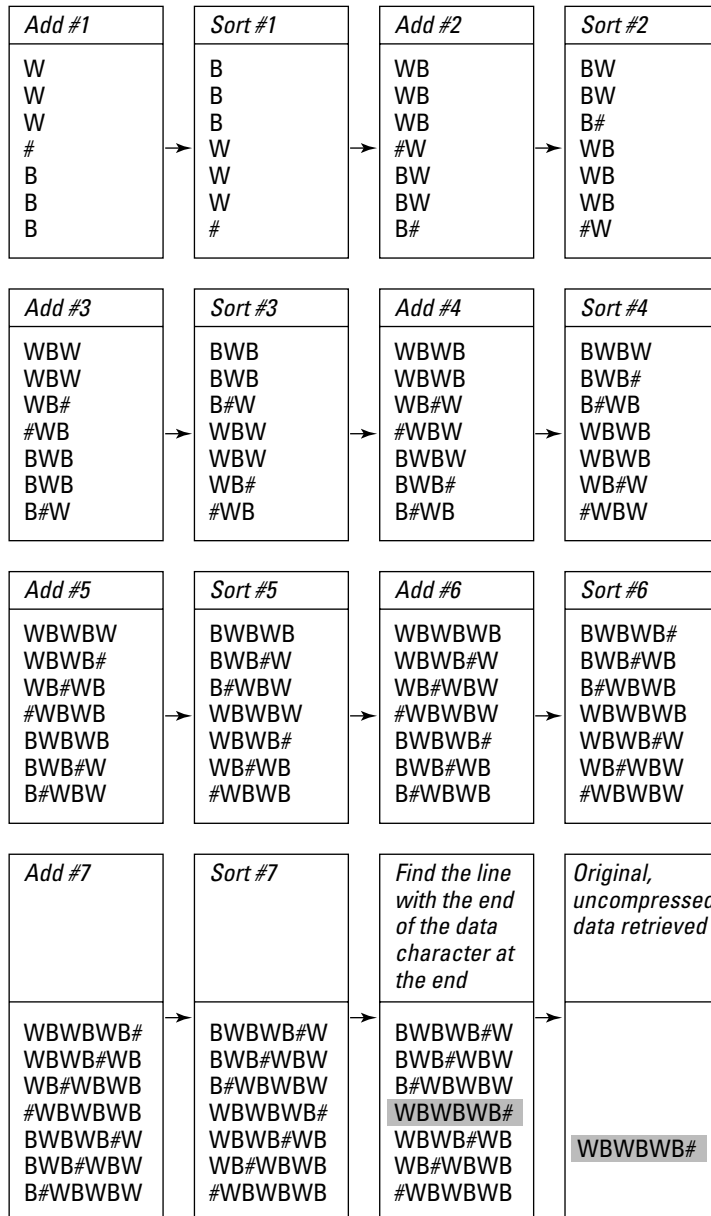 Add #1
W
W
W
#
B
B
B
Sort #1
B
B
B
W
W
W
#
Add #2
WB
WB
WB
#W
BW
BW
B#
Sort #2
BW
BW
B#
WB
WB
WB
#W
Add #3
WBW
WBW
WB#
#WB
BWB
BWB
B#W
Sort #3
BWB
BWB
B#W
WBW
WBW
WB#
#WB
Add #4
WBWB
WBWB
WB#W
#WBW
BWBW
BWB#
B#WB
Sort #4
BWBW
BWB#
B#WB
WBWB
WBWB
WB#W
#WBW
Add #5
WBWBW
WBWB#
WB#WB
#WBWB
BWBWB
BWB#W
B#WBW
Sort #5
BWBWB
BWB#W
B#WBW
WBWBW
WBWB#
WB#WB
#WBWB
Add #6
WBWBWB
WBWB#W
WB#WBW
#WBWBW
BWBWB#
BWB#WB
B#WBWB
Sort #6
BWBWB#
BWB#WB
B#WBWB
WBWBWB
WBWB#W
WB#WBW
#WBWBW
Add #7
WBWBWB#
WBWB#WB
WB#WBWB
#WBWBWB
BWBWB#W
BWB#WBW
B#WBWBW
Sort #7
BWBWB#W
BWB#WBW
B#WBWBW
WBWBWB#
WBWB#WB
WB#WBWB
#WBWBWB
Find the line
with the end
of the data
character at
the end
BWBWB#W
BWB#WBW
B#WBWBW
WBWBWB#
WBWB#WB
WB#WBWB
#WBWBWB
Original,
uncompressed
data retrieved
WBWBWB#